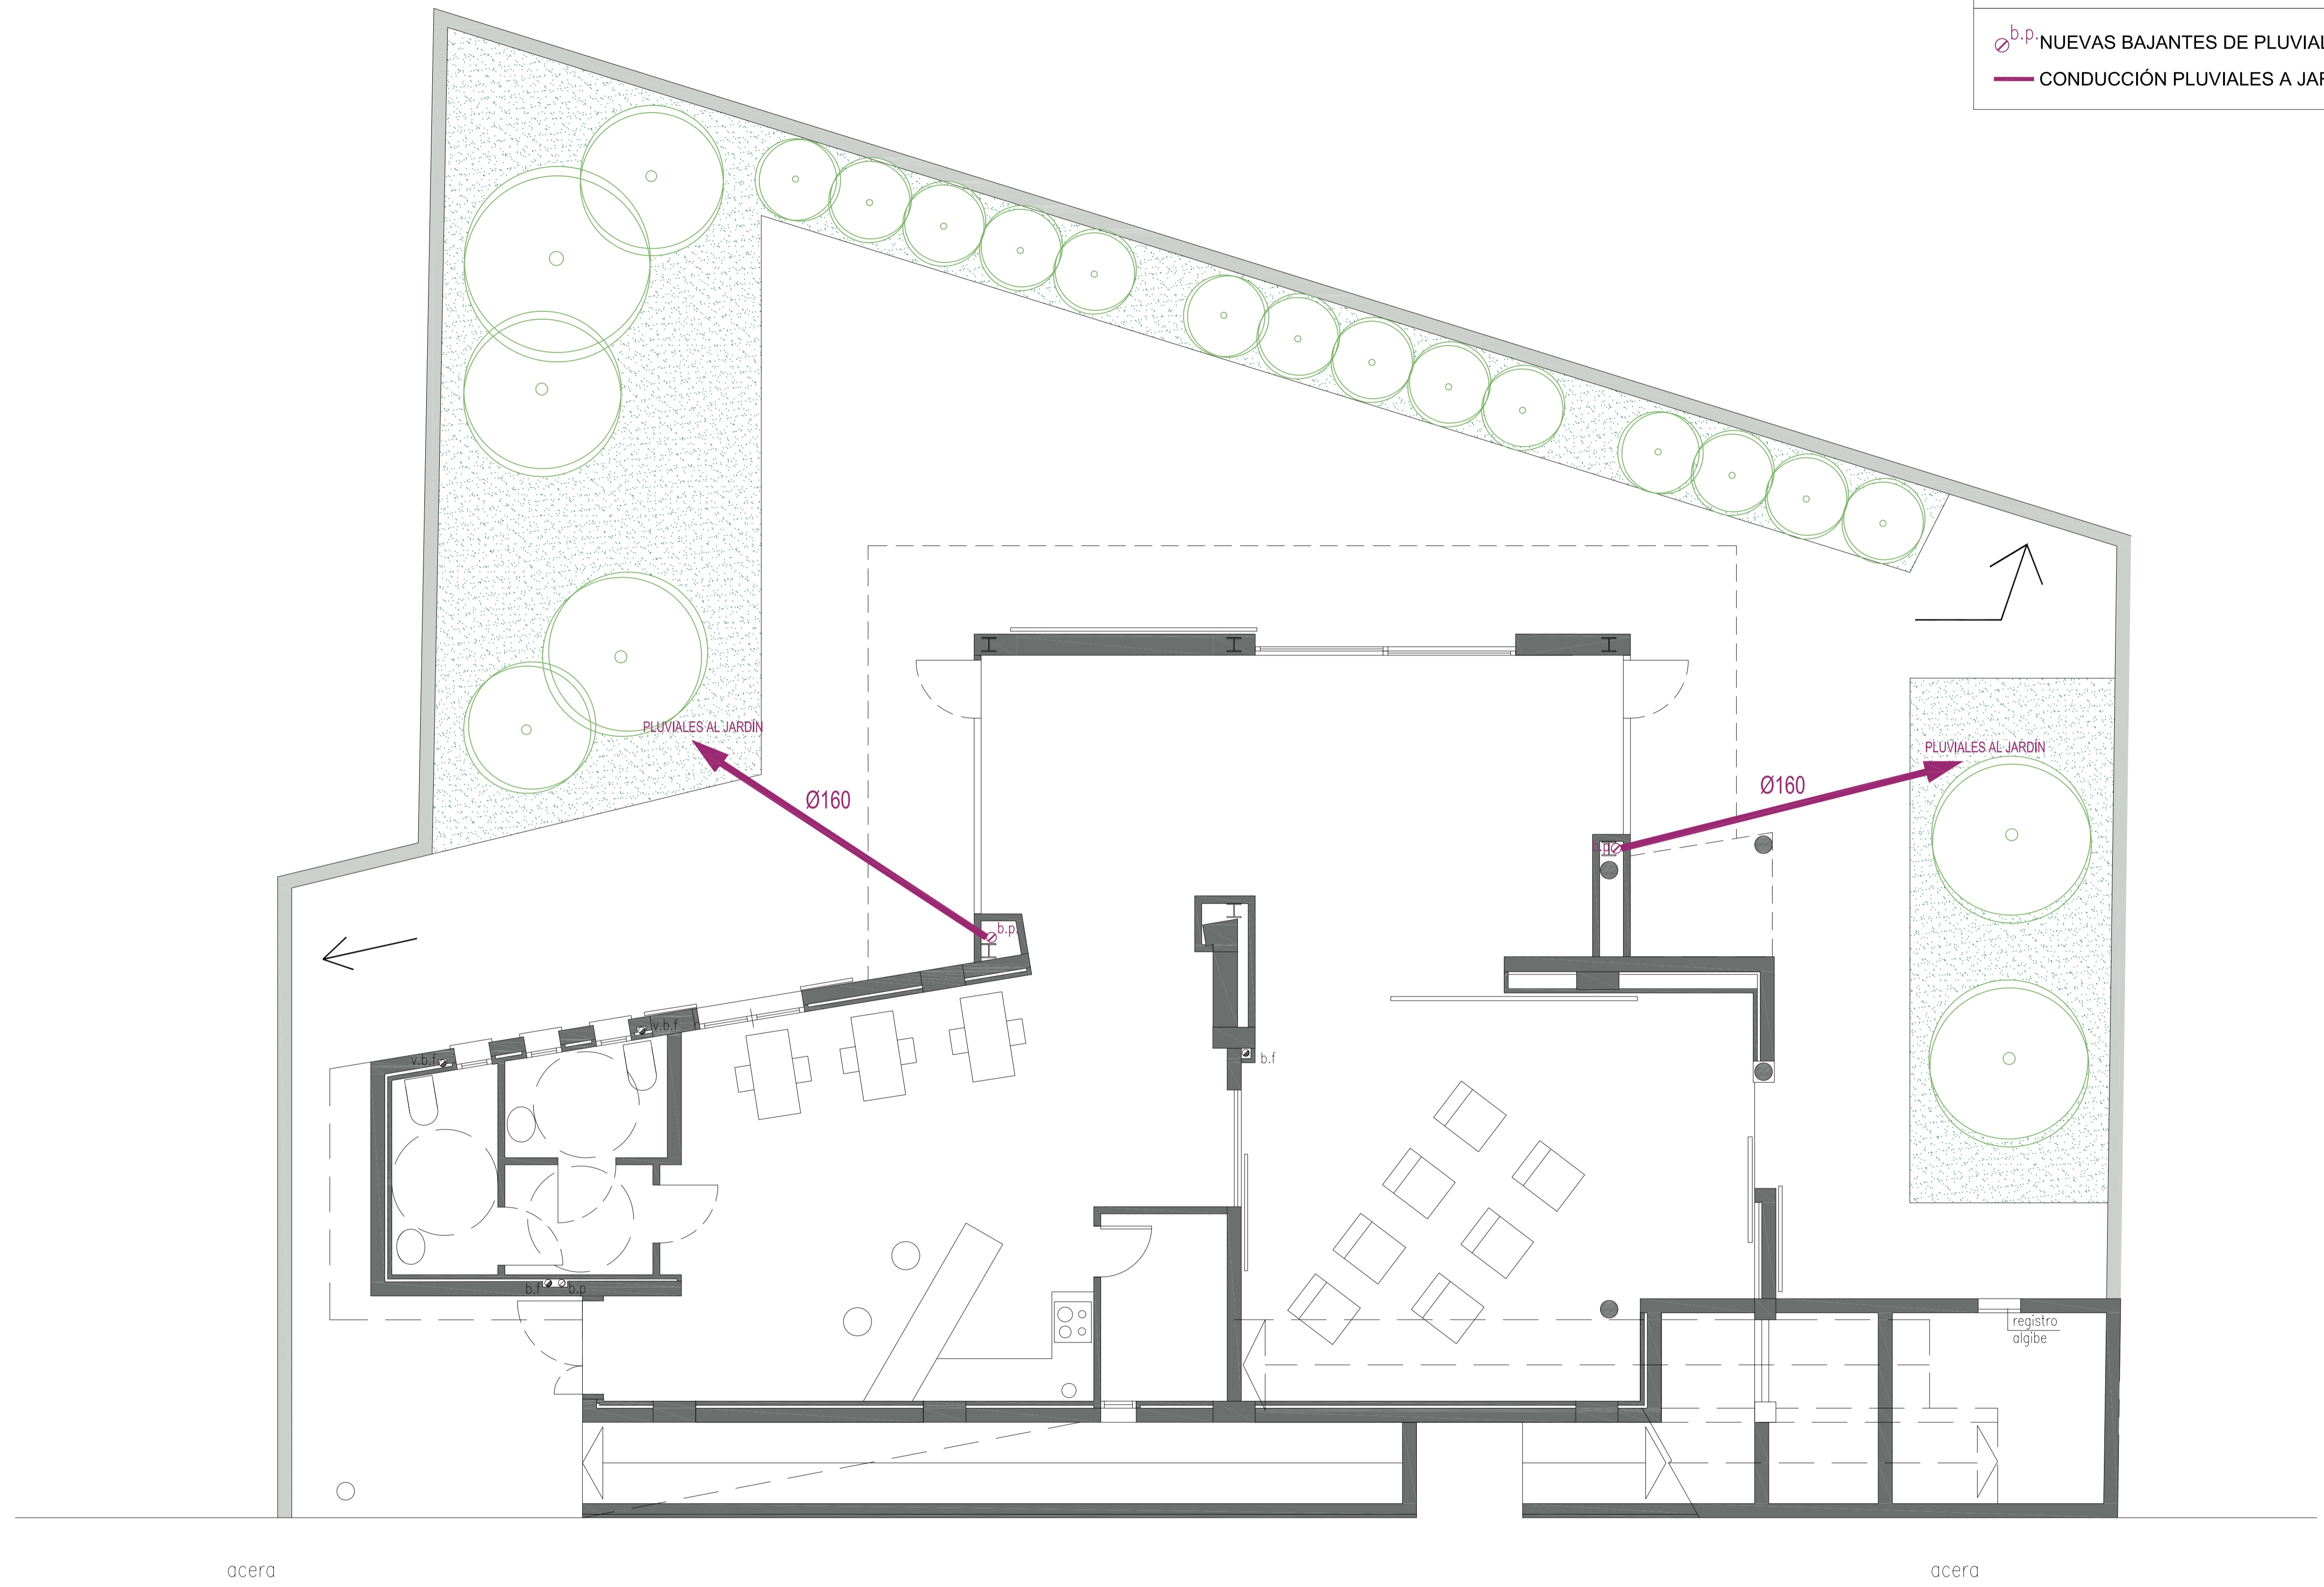 b.p. NUEVAS BAJANTES DE PLUVIAL
CONDUCCIÓN PLUVIALES A JAR
PLUVIALES AL JARDÍN
PLUVIALES AL JARDÍN
Ø160
Ø160
b.p
b.p.
v.b.f
v.b.f
b.f
b.f
b.p
registro
algibe
acera
acera